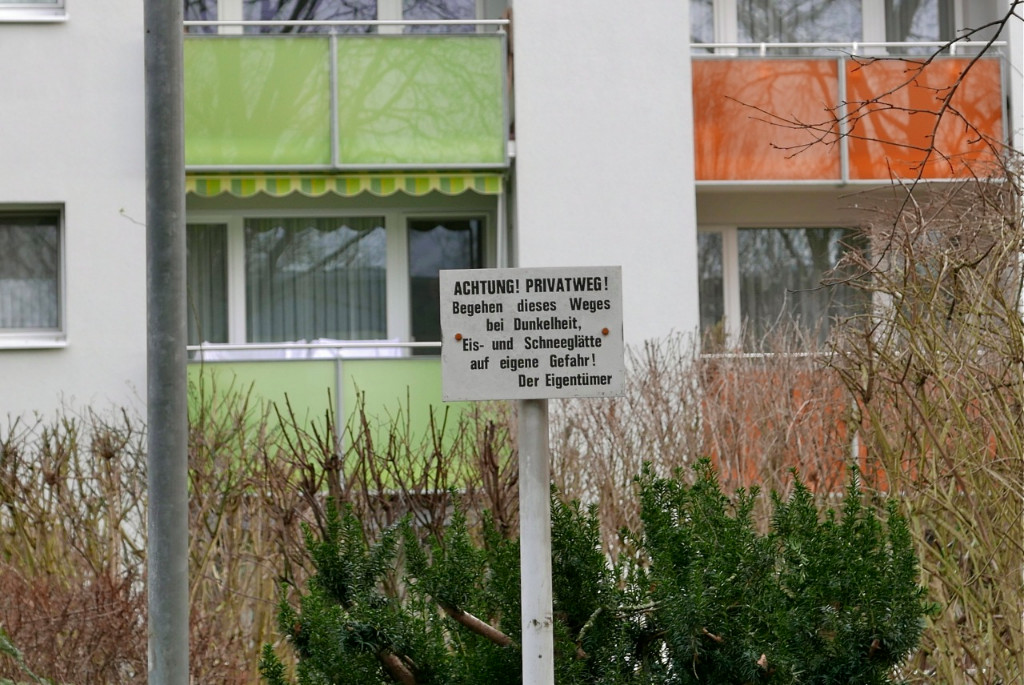 ACHTUNG! PRIVATWEG!
Begehen dieses Weges
bei Dunkelheit,
Eis- und Schneeglätte
auf eigene Gefahr!
Der Eigentümer